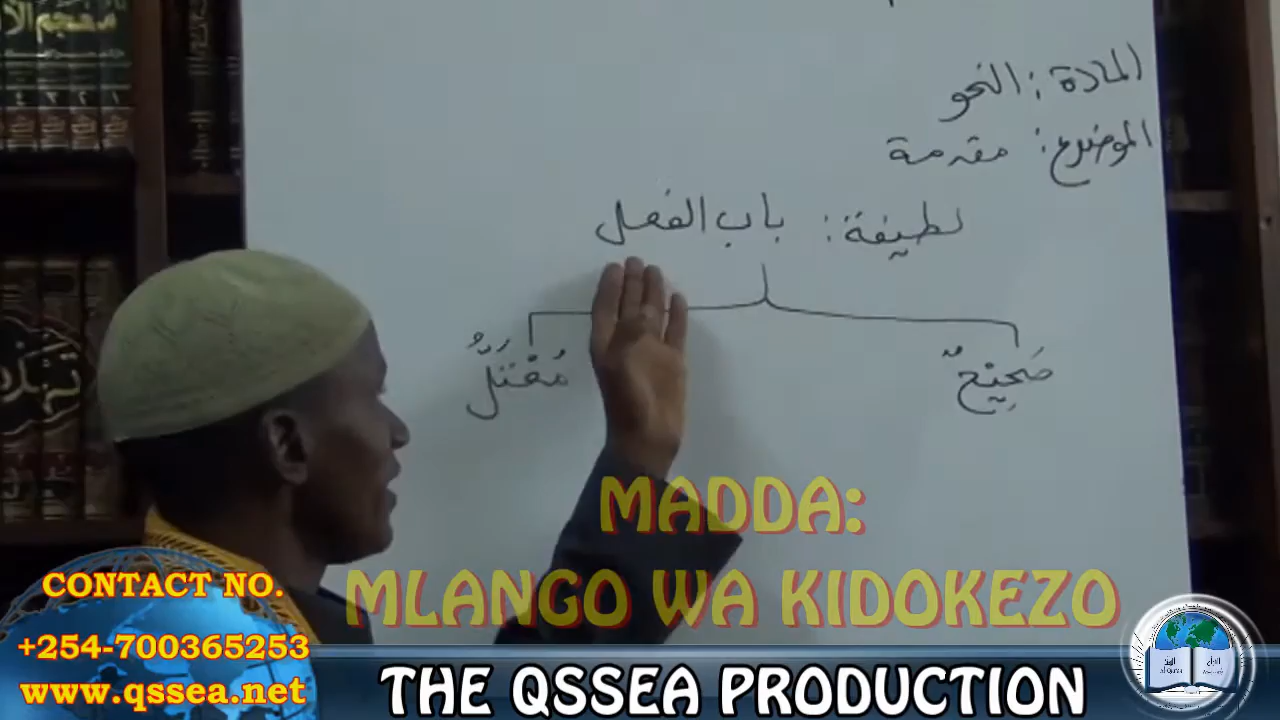 المادة: النحو
الموضوع: مقدمة
لطيفة: باب الفعل
صَحِيْحٌ مُعْتَلٌّ
MADDA:
MLANGO WA KIDOKEZO
CONTACT NO.
+254-700365253
www.qssea.net
THE QSSEA PRODUCTION
معجم